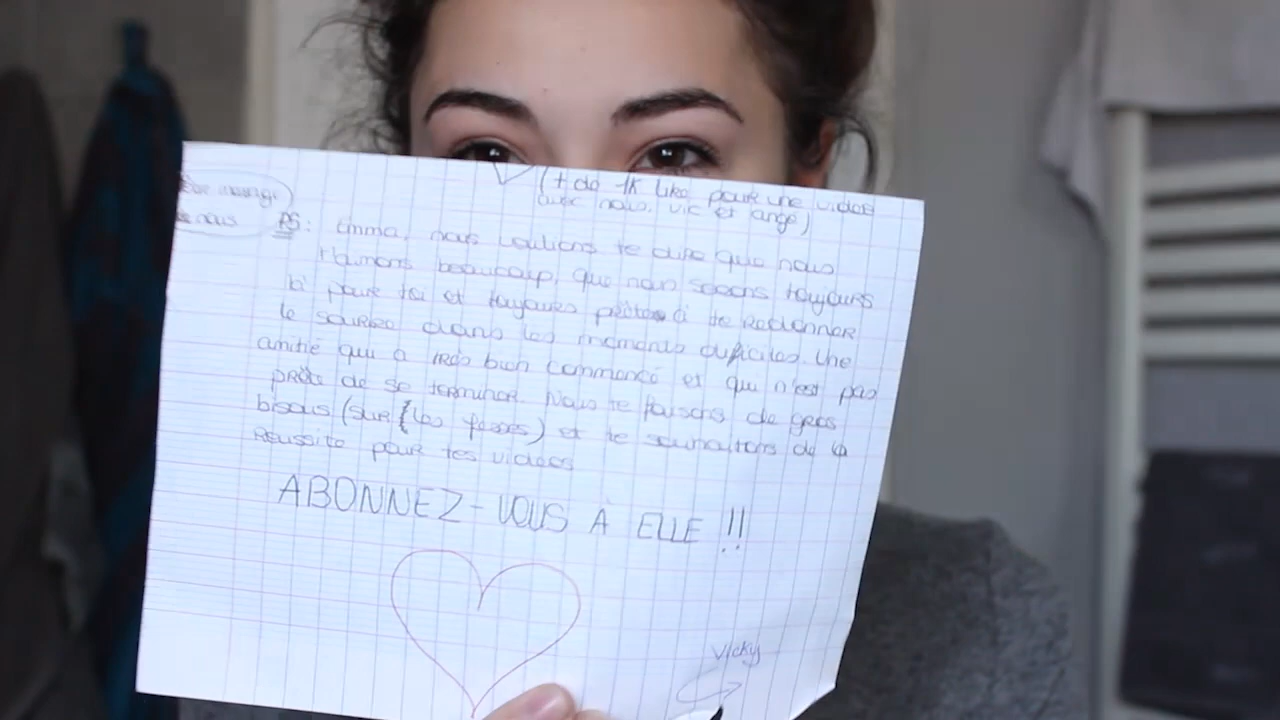 (+ de 1K like pour une vidéo
avec nous, vic et ange)
de nous PS: Emma, nous voulions te dire que nous
t'aimons beaucoup, que nous serons toujours
là pour toi et toujours prêtes à te redonner
le sourire dans les moments difficiles. Une
amitié qui a très bien commencé et qui n'est pas
prête de se terminer. Nous te faisons de gros
bisous (sur les fesses) et te souhaitons de la
réussite pour tes vidéos
ABONNEZ-VOUS À ELLE !!
Vicky